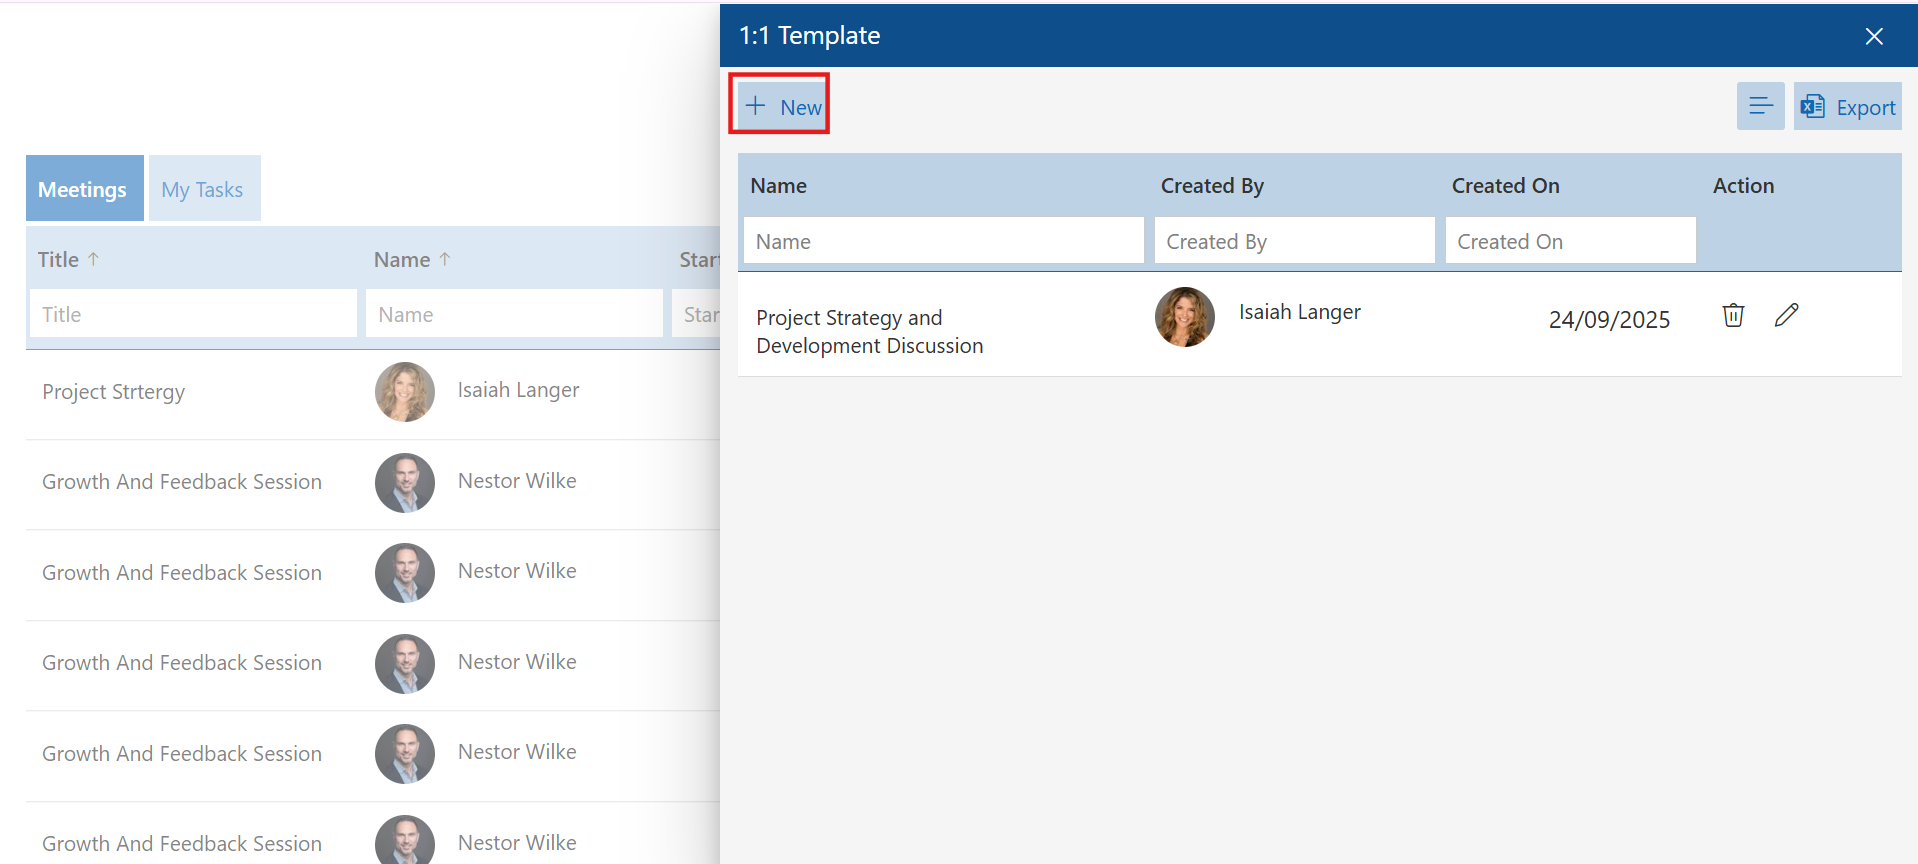 1:1 Template
New
Export
Meetings
My Tasks
Name
Created By
Created On
Action
Name
Created By
Created On
Title
Name
Title
Name
Star
Project Strategy and
Development Discussion
Isaiah Langer
24/09/2025
Project Strtergy
Isaiah Langer
Growth And Feedback Session
Nestor Wilke
Growth And Feedback Session
Nestor Wilke
Growth And Feedback Session
Nestor Wilke
Growth And Feedback Session
Nestor Wilke
Growth And Feedback Session
Nestor Wilke